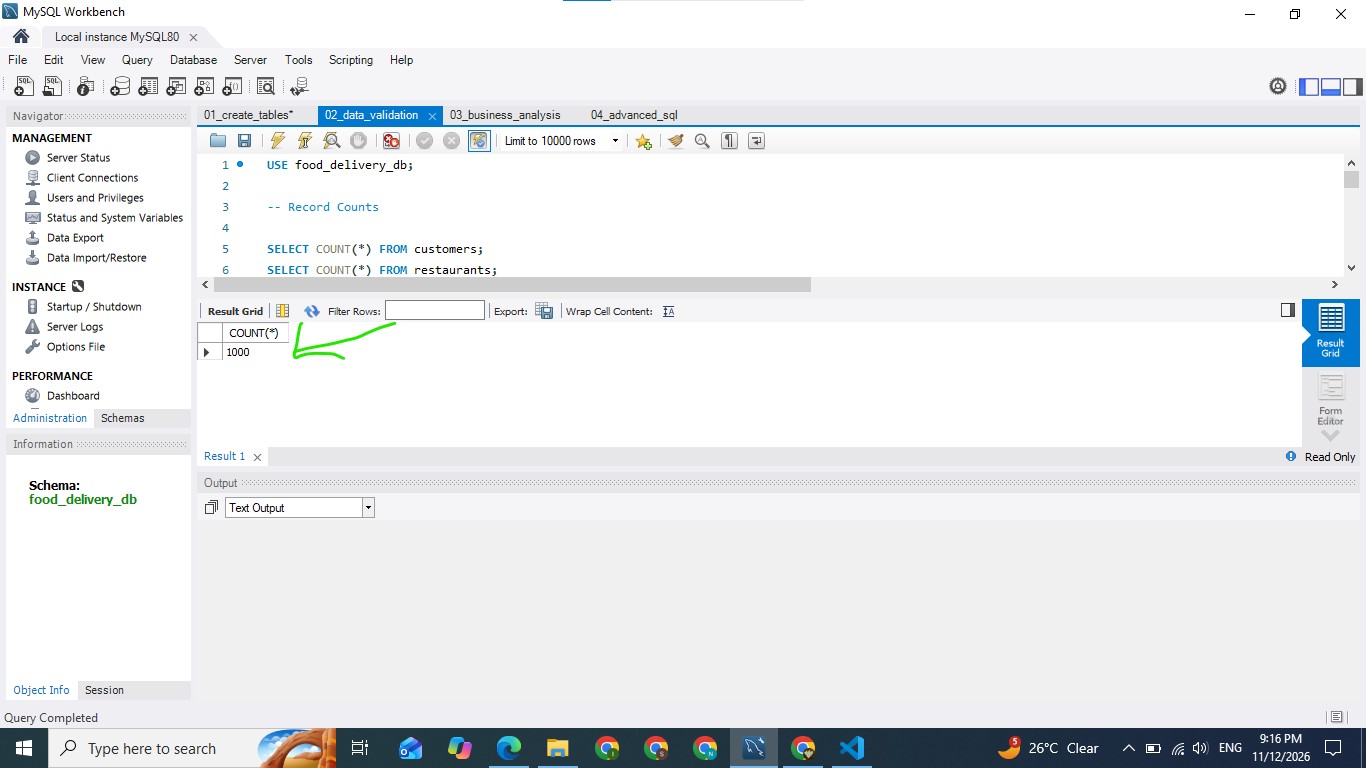 MySQL Workbench
Local instance MySQL80
File Edit View Query Database Server Tools Scripting Help
Navigator
MANAGEMENT
Server Status
Client Connections
Users and Privileges
Status and System Variables
Data Export
Data Import/Restore
INSTANCE
Startup / Shutdown
Server Logs
Options File
PERFORMANCE
Dashboard
Administration Schemas
Information
Schema:
food_delivery_db
Object Info Session
01_create_tables* 02_data_validation 03_business_analysis 04_advanced_sql
Limit to 10000 rows
1 USE food_delivery_db;
2
3 -- Record Counts
4
5 SELECT COUNT(*) FROM customers;
6 SELECT COUNT(*) FROM restaurants;
Result Grid Filter Rows: Export: Wrap Cell Content:
COUNT(*)
1000
Result
Grid
Form
Editor
Result 1
Read Only
Output
Text Output
Query Completed
Type here to search
5
26°C Clear
ENG
9:16 PM
11/12/2026